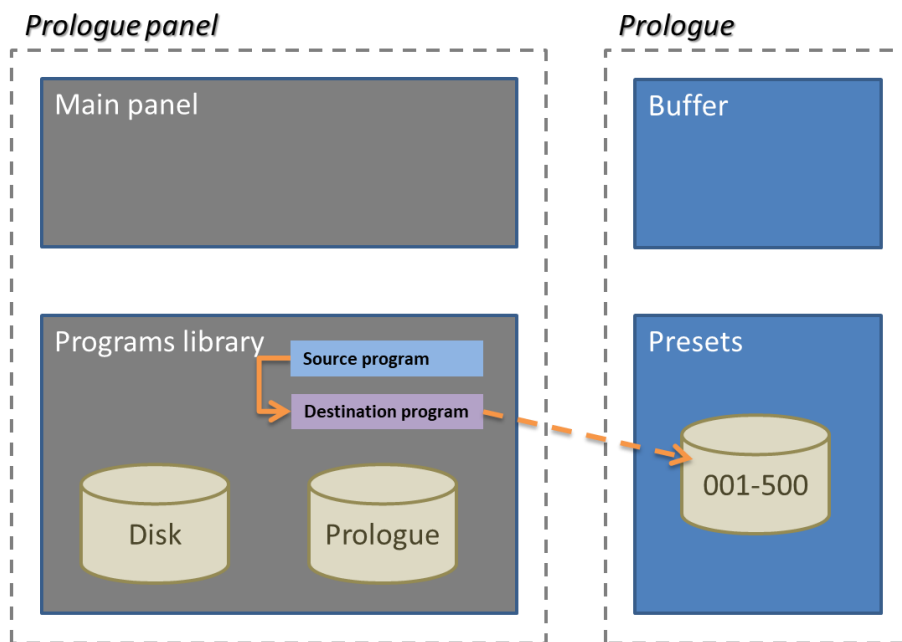 Prologue panel
Prologue
Main panel
Buffer
Programs library
Source program
Destination program
Disk
Prologue
Presets
001-500